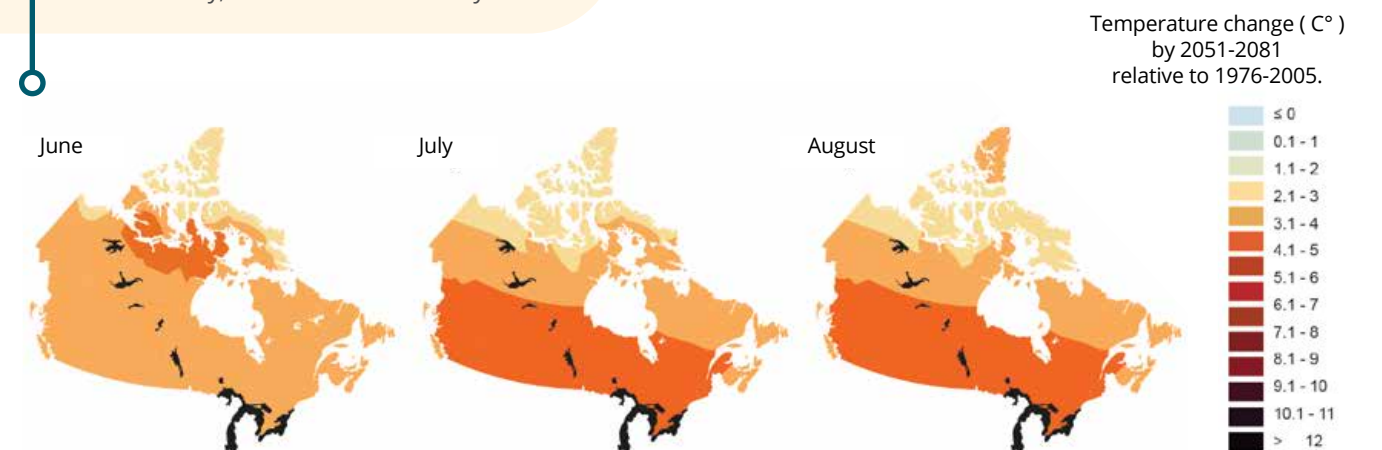 Temperature change ( C° )
by 2051-2081
relative to 1976-2005.
June
July
August
≤ 0
0.1 - 1
1.1 - 2
2.1 - 3
3.1 - 4
4.1 - 5
5.1 - 6
6.1 - 7
7.1 - 8
8.1 - 9
9.1 - 10
10.1 - 11
> 12